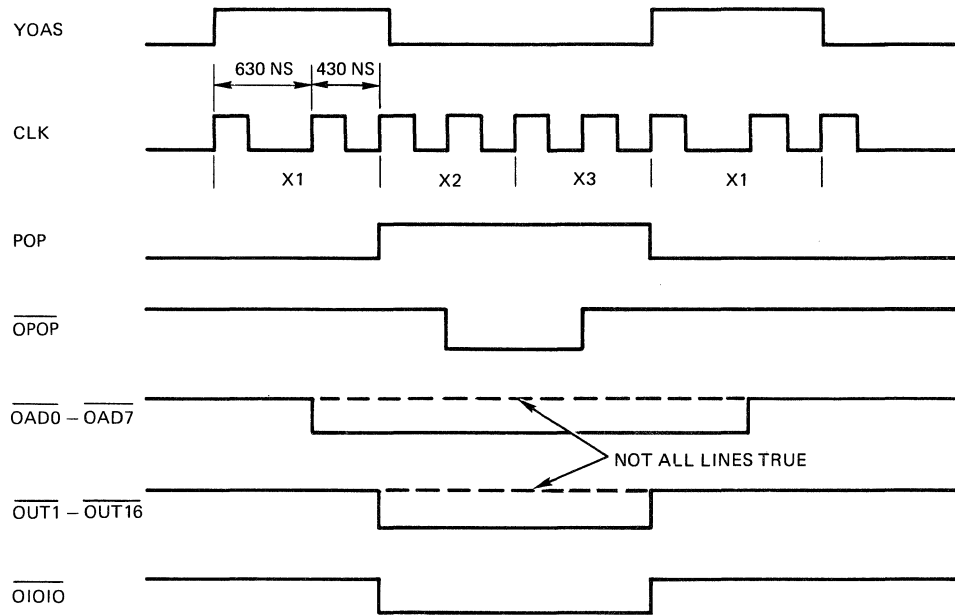 YOAS
630 NS 430 NS
CLK
X1 X2 X3 X1
POP
OPOP
OAD0 – OAD7
NOT ALL LINES TRUE
OUT1 – OUT16
OIOIO